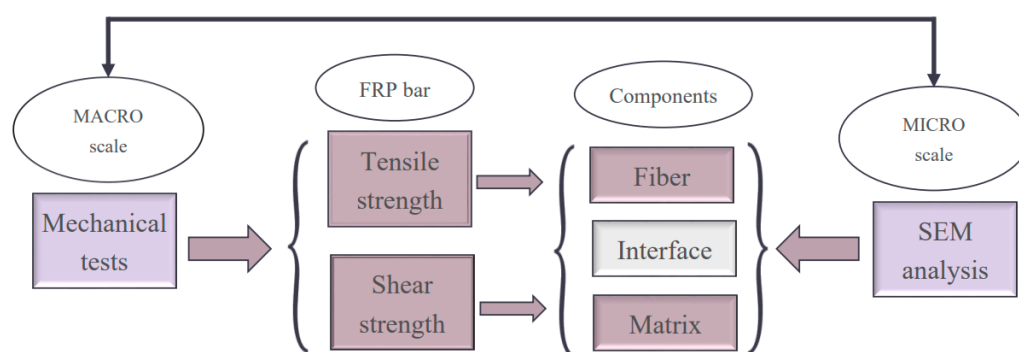 MACRO
scale
FRP bar
Components
MICRO
scale
Mechanical
tests
Tensile
strength
Shear
strength
Fiber
Interface
Matrix
SEM
analysis